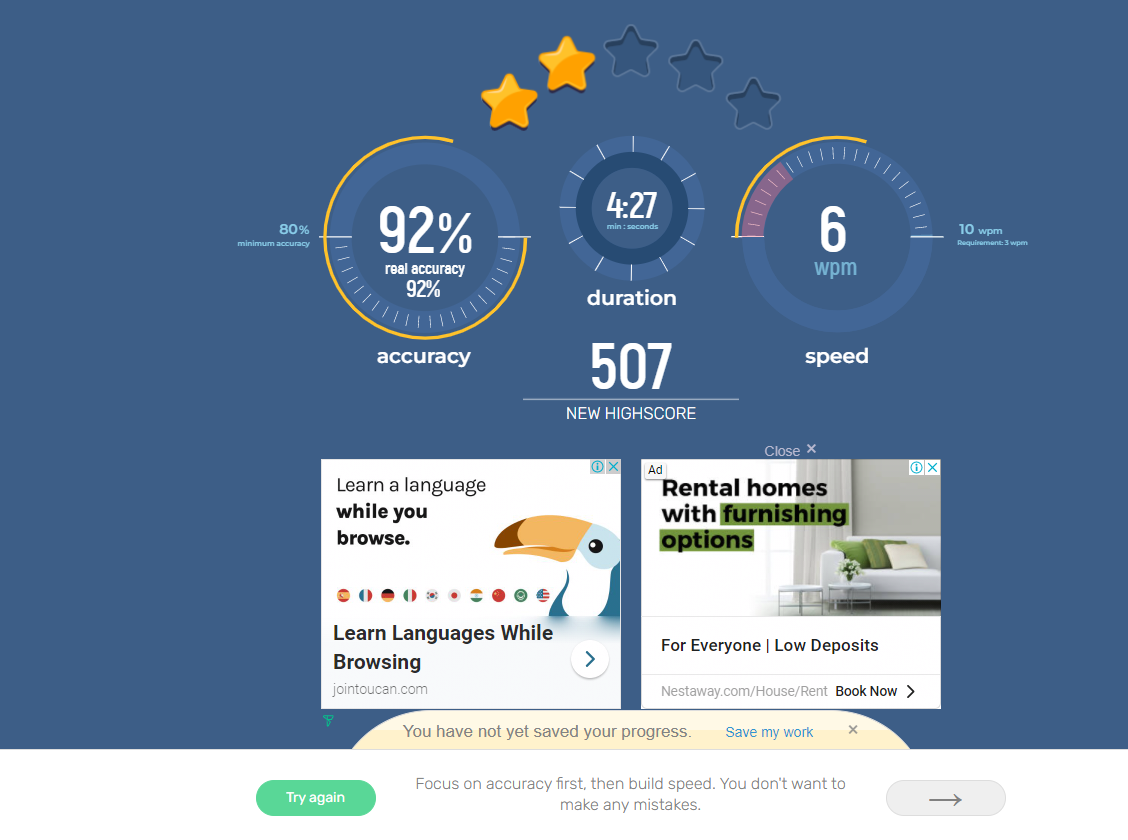 92%
real accuracy
92%
80%
minimum accuracy
accuracy
4:27
min : seconds
duration
6
wpm
10 wpm
Requirement: 3 wpm
speed
507
NEW HIGHSCORE
Close ×
Learn a language
while you
browse.
Learn Languages While
Browsing
jointoucan.com
Ad
Rental homes
with furnishing
options
For Everyone | Low Deposits
Nestaway.com/House/Rent Book Now
You have not yet saved your progress. Save my work ×
Try again
Focus on accuracy first, then build speed. You don't want to
make any mistakes.